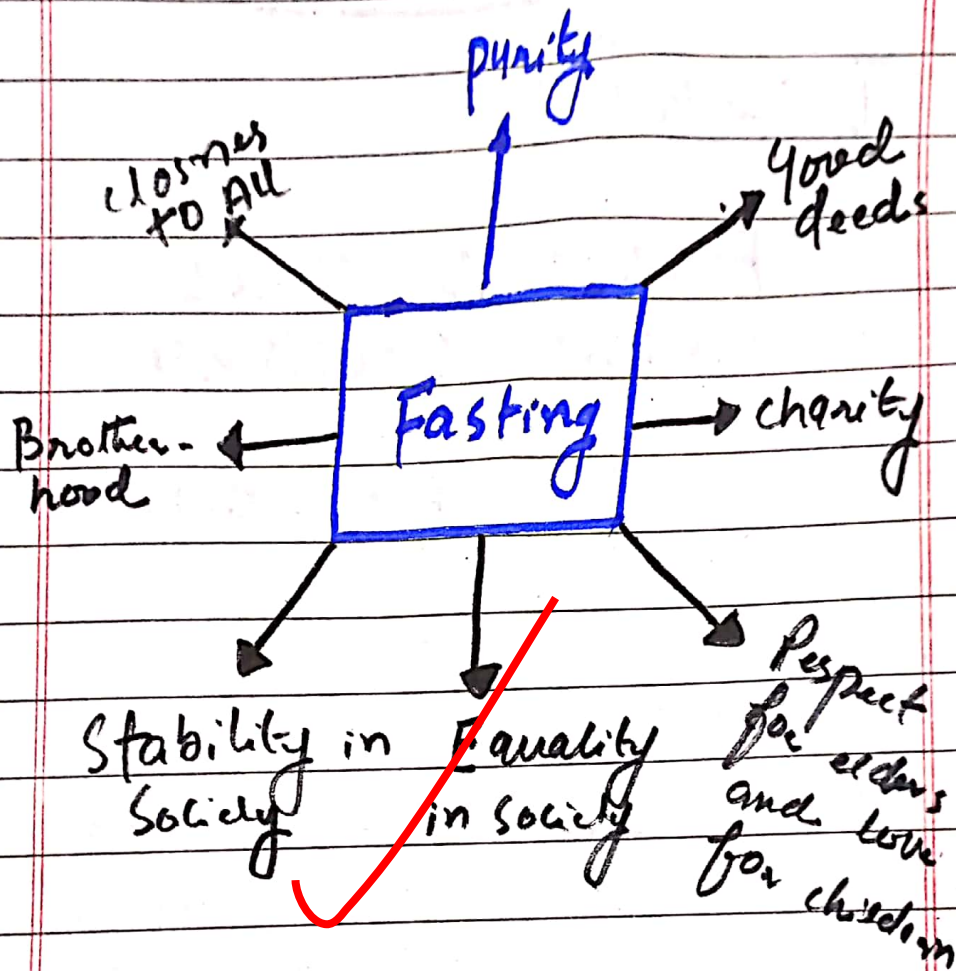 purity
closnes
to All
Good
deeds
Fasting
charity
Brother-
hood
Stability in
Society
Equality
in society
Respect
for elders
and love
for children